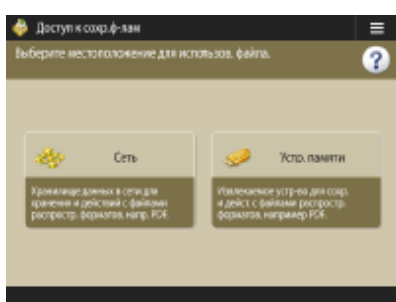 Доступ к сохр.ф-лам
Выберите местоположение для использов. файла.
?
Сеть
Устр. памяти
Хранилище данных в сети для
хранения и действий с файлами
распростр. форматов, напр. PDF.
Извлекаемое устр-во для сохр.
и дейст. с файлами распростр.
форматов, например PDF.